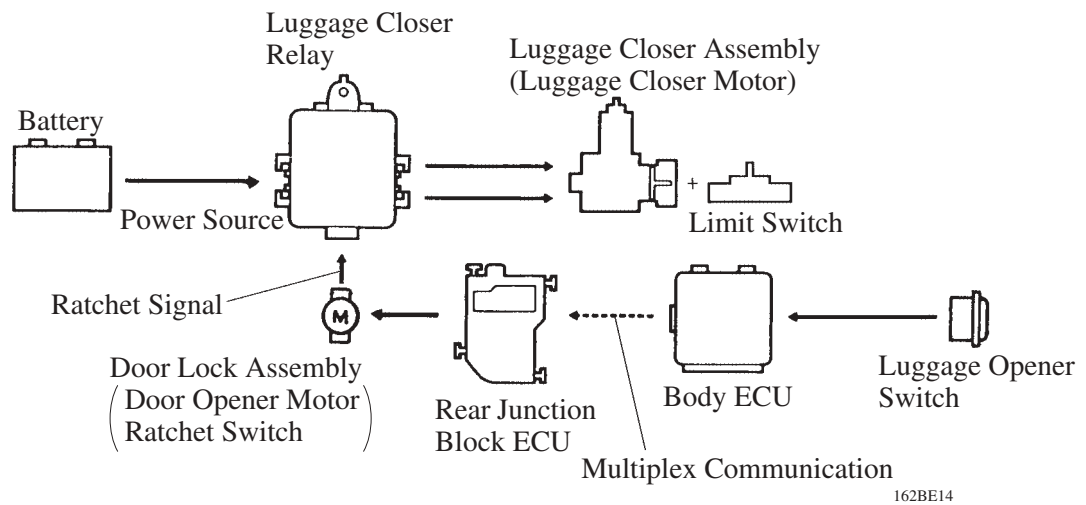 Luggage Closer
Relay
Luggage Closer Assembly
(Luggage Closer Motor)
Battery
Power Source
+
Limit Switch
Ratchet Signal
M
Door Lock Assembly
(Door Opener Motor
Ratchet Switch)
Rear Junction
Block ECU
Body ECU
Luggage Opener
Switch
Multiplex Communication
162BE14